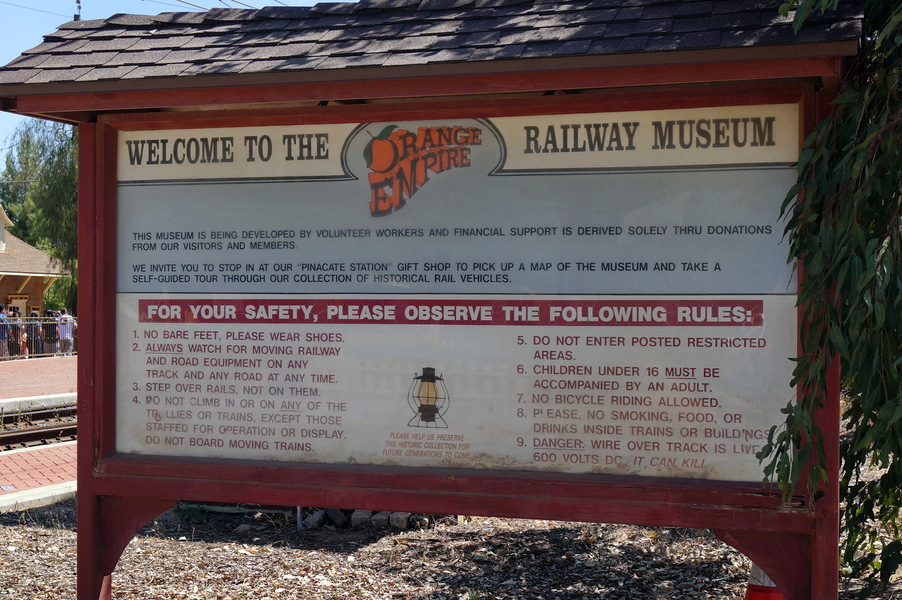 WELCOME TO THE ORANGE EMPIRE RAILWAY MUSEUM
THIS MUSEUM IS BEING DEVELOPED BY VOLUNTEER WORKERS AND FINANCIAL SUPPORT IS DERIVED SOLELY THRU DONATIONS
FROM OUR VISITORS AND MEMBERS.
WE INVITE YOU TO STOP IN AT OUR "PINACATE STATION" GIFT SHOP TO PICK UP A MAP OF THE MUSEUM AND TAKE A
SELF-GUIDED TOUR THROUGH OUR COLLECTION OF HISTORICAL RAIL VEHICLES.
FOR YOUR SAFETY, PLEASE OBSERVE THE FOLLOWING RULES:
1. NO BARE FEET, PLEASE WEAR SHOES.
2. ALWAYS WATCH FOR MOVING RAILWAY
AND ROAD EQUIPMENT ON ANY
TRACK AND ANY ROAD AT ANY TIME.
3. STEP OVER RAILS, NOT ON THEM.
4. DO NOT CLIMB IN OR ON ANY OF THE
TROLLIES OR TRAINS, EXCEPT THOSE
STAFFED FOR OPERATION OR DISPLAY.
DO NOT BOARD MOVING TRAINS.
PLEASE HELP US PRESERVE
THIS HISTORIC COLLECTION FOR
FUTURE GENERATIONS TO COME
5. DO NOT ENTER POSTED RESTRICTED
AREAS.
6. CHILDREN UNDER 16 MUST BE
ACCOMPANIED BY AN ADULT.
7. NO BICYCLE RIDING ALLOWED.
8. PLEASE, NO SMOKING, FOOD, OR
DRINKS INSIDE TRAINS OR BUILDINGS
9. DANGER: WIRE OVER TRACK IS LIVE
600 VOLTS DC. IT CAN KILL